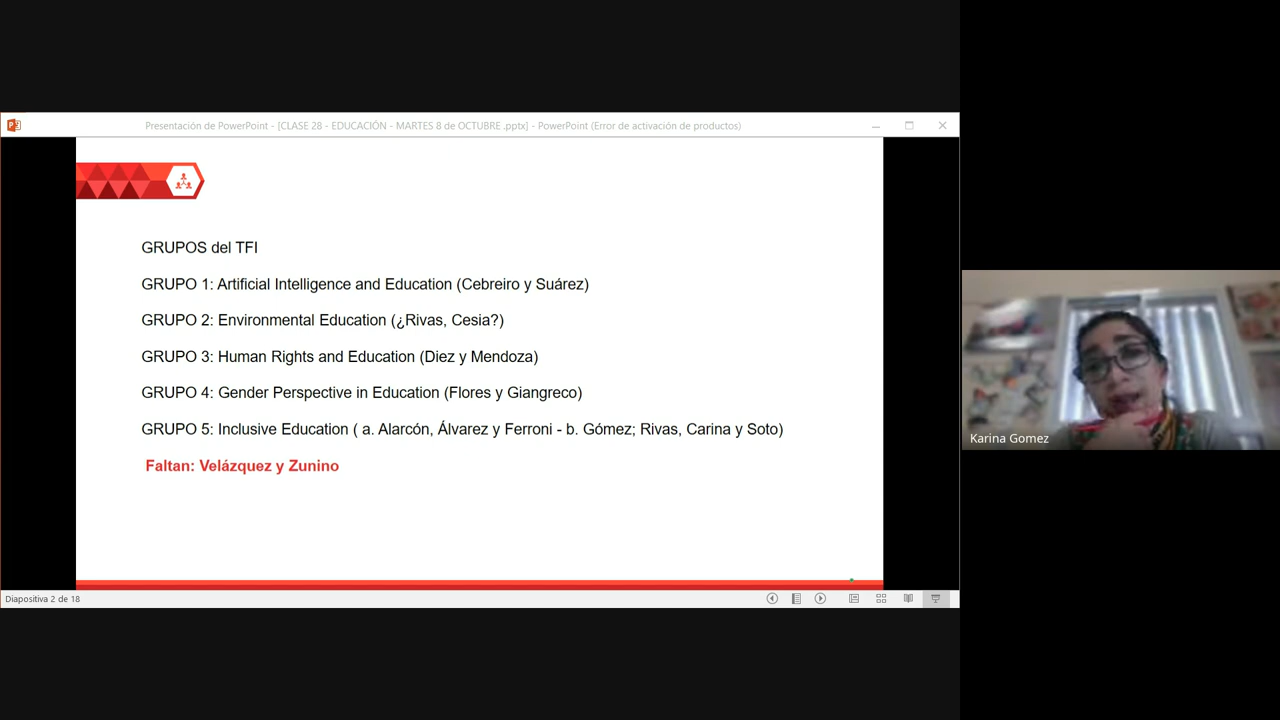 Presentación de PowerPoint - [CLASE 28 - EDUCACIÓN - MARTES 8 de OCTUBRE .pptx] - PowerPoint (Error de activación de productos)
GRUPOS del TFI
GRUPO 1: Artificial Intelligence and Education (Cebreiro y Suárez)
GRUPO 2: Environmental Education (¿Rivas, Cesia?)
GRUPO 3: Human Rights and Education (Diez y Mendoza)
GRUPO 4: Gender Perspective in Education (Flores y Giangreco)
GRUPO 5: Inclusive Education ( a. Alarcón, Álvarez y Ferroni - b. Gómez; Rivas, Carina y Soto)
Faltan: Velázquez y Zunino
Karina Gomez
Diapositiva 2 de 18